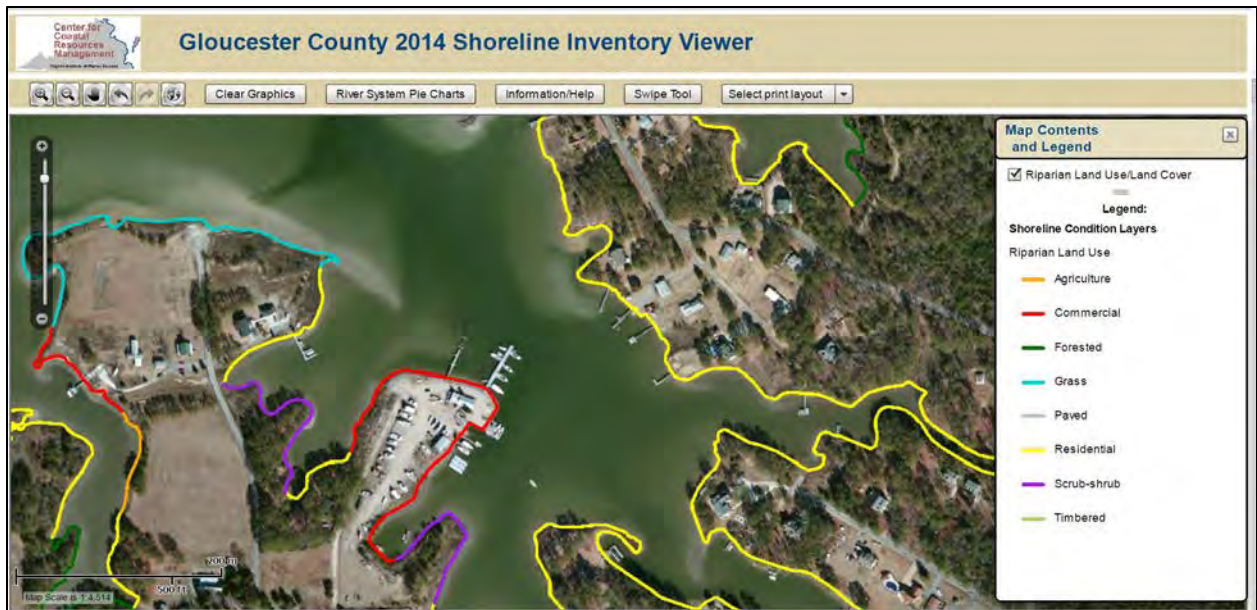 Center for
Coastal
Resources
Management
Gloucester County 2014 Shoreline Inventory Viewer
Clear Graphics
River System Pie Charts
Information/Help
Swipe Tool
Select print layout
Map Contents
and Legend
Riparian Land Use/Land Cover
Legend:
Shoreline Condition Layers
Riparian Land Use
Agriculture
Commercial
Forested
Grass
Paved
Residential
Scrub-shrub
Timbered
200 m
500 ft
Map Scale is 1:4,514